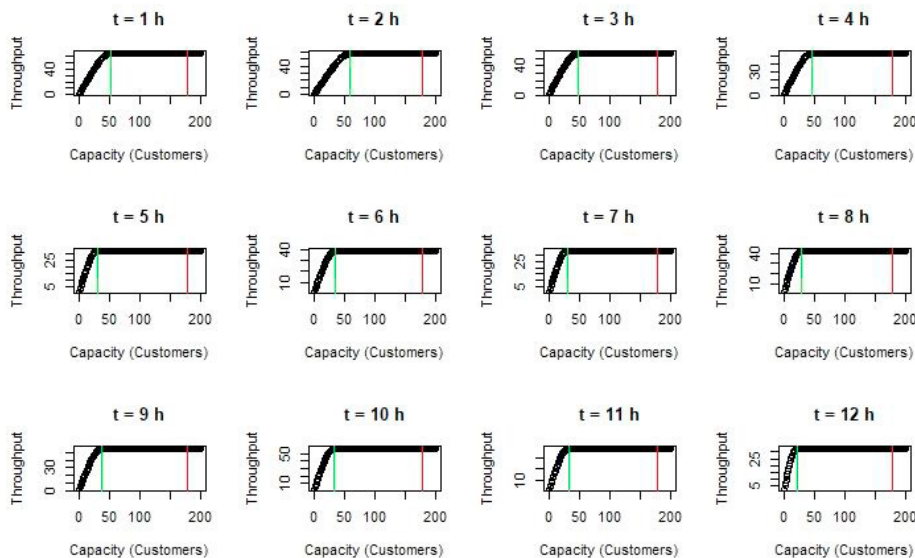 t = 1 h
t = 2 h
t = 3 h
t = 4 h
Throughput
0 40
0 50 100 200
Capacity (Customers)
Throughput
0 40
0 50 100 200
Capacity (Customers)
Throughput
0 40
0 50 100 200
Capacity (Customers)
Throughput
0 30
0 50 100 200
Capacity (Customers)
t = 5 h
t = 6 h
t = 7 h
t = 8 h
Throughput
5 25
0 50 100 200
Capacity (Customers)
Throughput
10 40
0 50 100 200
Capacity (Customers)
Throughput
5 25
0 50 100 200
Capacity (Customers)
Throughput
10 40
0 50 100 200
Capacity (Customers)
t = 9 h
t = 10 h
t = 11 h
t = 12 h
Throughput
0 30
0 50 100 200
Capacity (Customers)
Throughput
10 50
0 50 100 200
Capacity (Customers)
Throughput
10
0 50 100 200
Capacity (Customers)
Throughput
5 25
0 50 100 200
Capacity (Customers)